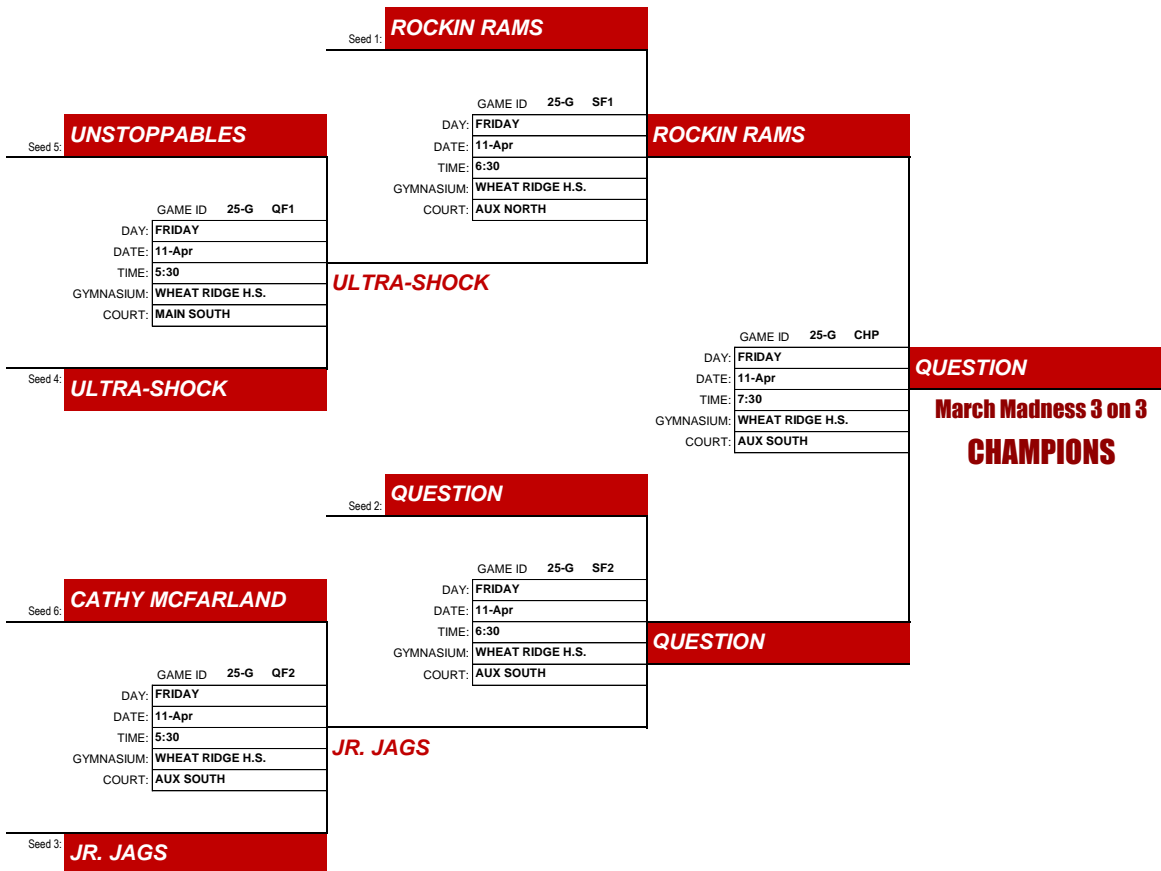 Seed 1: ROCKIN RAMS
GAME ID 25-G SF1
DAY: FRIDAY
DATE: 11-Apr
TIME: 6:30
GYMNASIUM: WHEAT RIDGE H.S.
COURT: AUX NORTH
Seed 5: UNSTOPPABLES
ROCKIN RAMS
GAME ID 25-G QF1
DAY: FRIDAY
DATE: 11-Apr
TIME: 5:30
GYMNASIUM: WHEAT RIDGE H.S.
COURT: MAIN SOUTH
ULTRA-SHOCK
Seed 4: ULTRA-SHOCK
GAME ID 25-G CHP
DAY: FRIDAY
DATE: 11-Apr
TIME: 7:30
GYMNASIUM: WHEAT RIDGE H.S.
COURT: AUX SOUTH
QUESTION
March Madness 3 on 3
CHAMPIONS
Seed 2: QUESTION
GAME ID 25-G SF2
DAY: FRIDAY
DATE: 11-Apr
TIME: 6:30
GYMNASIUM: WHEAT RIDGE H.S.
COURT: AUX SOUTH
Seed 6: CATHY MCFARLAND
QUESTION
GAME ID 25-G QF2
DAY: FRIDAY
DATE: 11-Apr
TIME: 5:30
GYMNASIUM: WHEAT RIDGE H.S.
COURT: AUX SOUTH
JR. JAGS
Seed 3: JR. JAGS